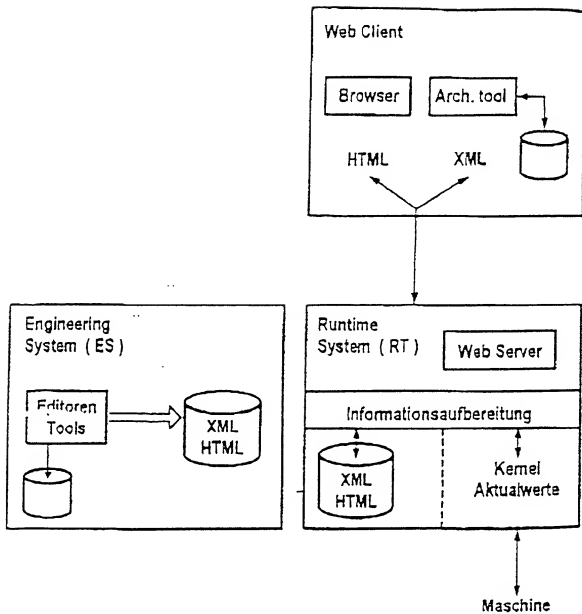 Web Client
Browser
Arch. tool
HTML
XML
Engineering
System ( ES )
Editoren
Tools
XML
HTML
Runtime
System ( RT )
Web Server
Informationsaufbereitung
XML
HTML
Kernel
Aktualwerte
Maschine